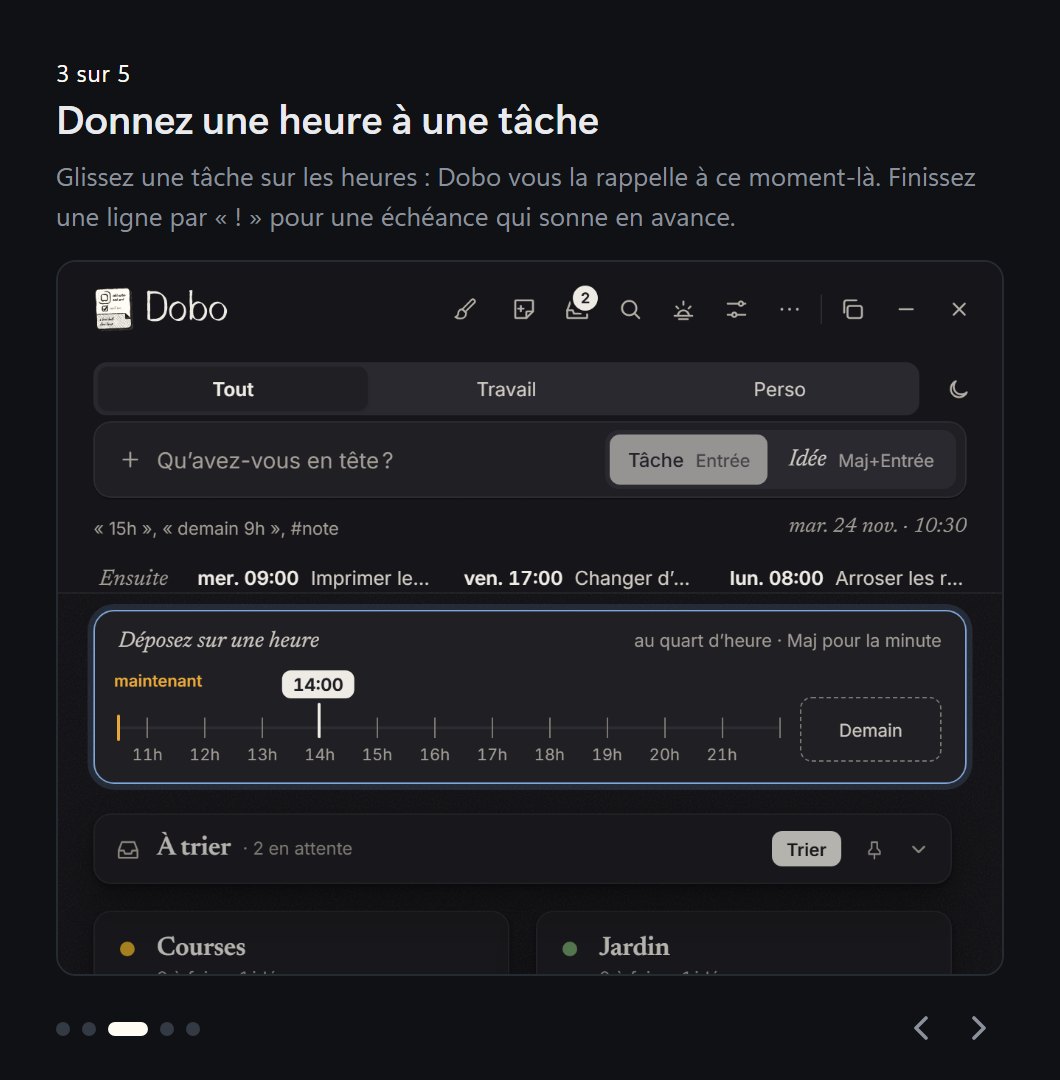 3 sur 5
Donnez une heure à une tâche
Glissez une tâche sur les heures : Dobo vous la rappelle à ce moment-là. Finissez
une ligne par « ! » pour une échéance qui sonne en avance.
Dobo
2
Tout Travail Perso
+ Qu’avez-vous en tête ? Tâche Entrée Idée Maj+Entrée
« 15h », « demain 9h », #note mar. 24 nov. · 10:30
Ensuite mer. 09:00 Imprimer le… ven. 17:00 Changer d’… lun. 08:00 Arroser les r…
Déposez sur une heure au quart d’heure · Maj pour la minute
maintenant 14:00
11h 12h 13h 14h 15h 16h 17h 18h 19h 20h 21h
Demain
À trier · 2 en attente Trier
Courses Jardin